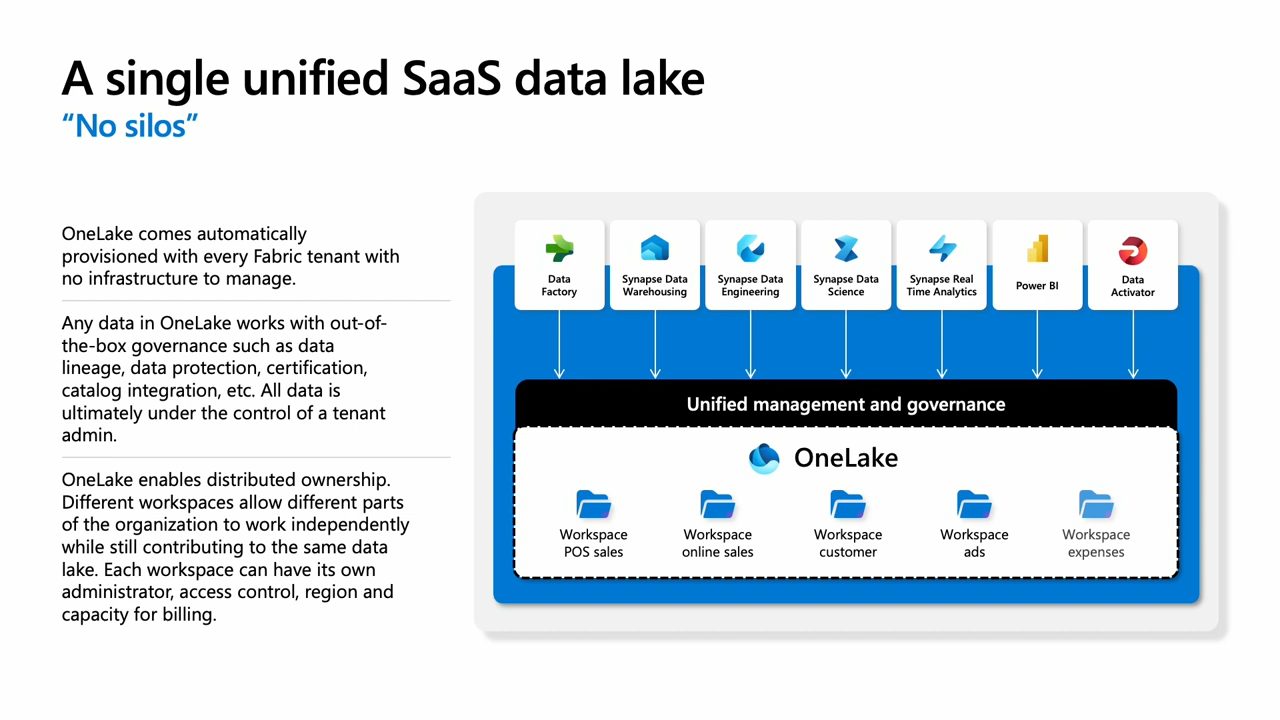 A single unified SaaS data lake
“No silos”
OneLake comes automatically
provisioned with every Fabric tenant with
no infrastructure to manage.
Any data in OneLake works with out-of-
the-box governance such as data
lineage, data protection, certification,
catalog integration, etc. All data is
ultimately under the control of a tenant
admin.
OneLake enables distributed ownership.
Different workspaces allow different parts
of the organization to work independently
while still contributing to the same data
lake. Each workspace can have its own
administrator, access control, region and
capacity for billing.
Data
Factory
Synapse Data
Warehousing
Synapse Data
Engineering
Synapse Data
Science
Synapse Real
Time Analytics
Power BI
Data
Activator
Unified management and governance
OneLake
Workspace
POS sales
Workspace
online sales
Workspace
customer
Workspace
ads
Workspace
expenses